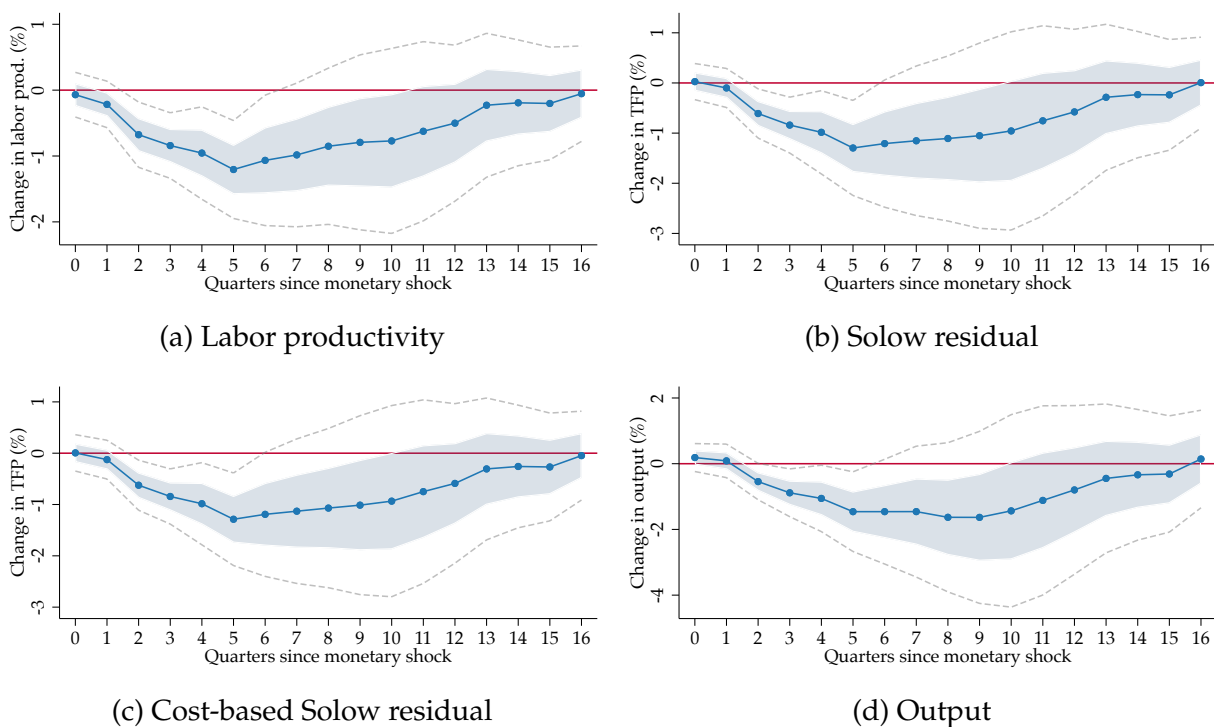 Change in labor prod. (%)
1
0
-1
-2
0 1 2 3 4 5 6 7 8 9 10 11 12 13 14 15 16
Quarters since monetary shock
(a) Labor productivity
Change in TFP (%)
1
0
-1
-2
-3
0 1 2 3 4 5 6 7 8 9 10 11 12 13 14 15 16
Quarters since monetary shock
(b) Solow residual
Change in TFP (%)
1
0
-1
-2
-3
0 1 2 3 4 5 6 7 8 9 10 11 12 13 14 15 16
Quarters since monetary shock
(c) Cost-based Solow residual
Change in output (%)
2
0
-2
-4
0 1 2 3 4 5 6 7 8 9 10 11 12 13 14 15 16
Quarters since monetary shock
(d) Output